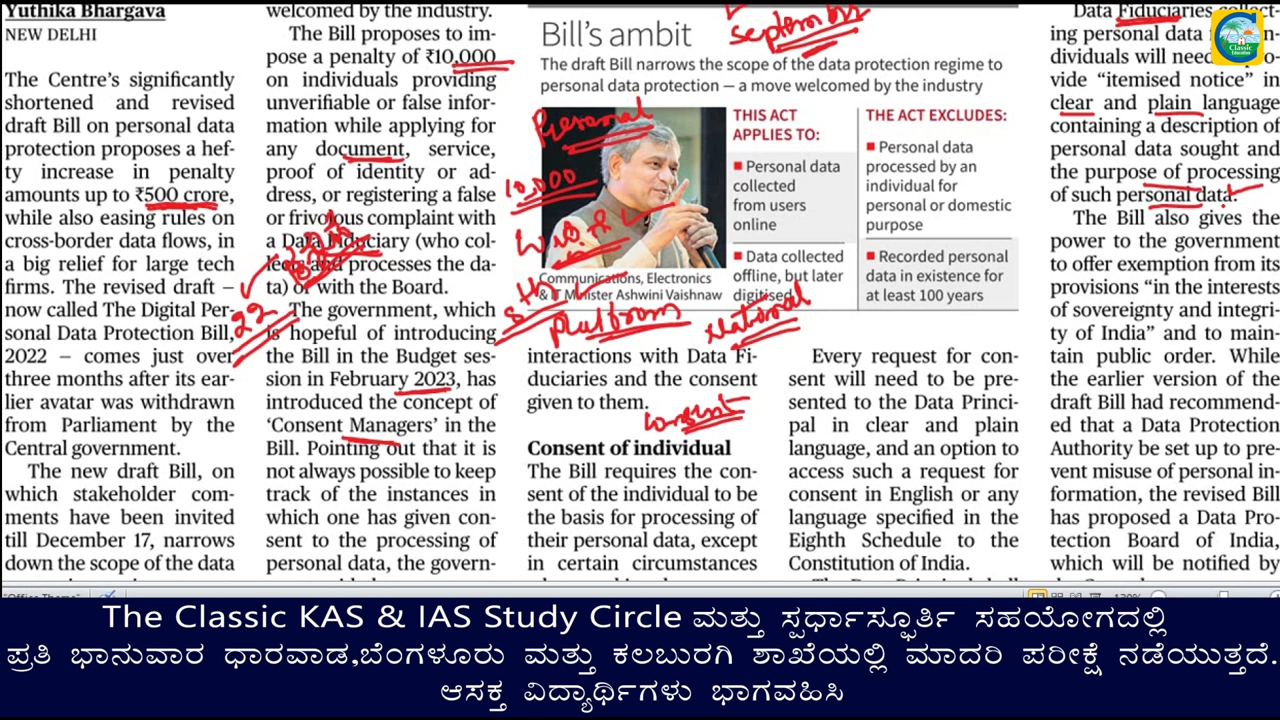 Yuthika Bhargava
NEW DELHI
The Centre's significantly
shortened and revised
draft Bill on personal data
protection proposes a hef-
ty increase in penalty
amounts up to ₹500 crore,
while also easing rules on
cross-border data flows, in
a big relief for large tech
firms. The revised draft –
now called The Digital Per-
sonal Data Protection Bill,
2022 – comes just over
three months after its ear-
lier avatar was withdrawn
from Parliament by the
Central government.
The new draft Bill, on
which stakeholder com-
ments have been invited
till December 17, narrows
down the scope of the data
welcomed by the industry.
The Bill proposes to im-
pose a penalty of ₹10,000
on individuals providing
unverifiable or false infor-
mation while applying for
any document, service,
proof of identity or ad-
dress, or registering a false
or frivolous complaint with
a Data Fiduciary (who col-
lects and processes the da-
ta) or with the Board.
The government, which
is hopeful of introducing
the Bill in the Budget ses-
sion in February 2023, has
introduced the concept of
'Consent Managers' in the
Bill. Pointing out that it is
not always possible to keep
track of the instances in
which one has given con-
sent to the processing of
personal data, the govern-
Bill's ambit
The draft Bill narrows the scope of the data protection regime to
personal data protection — a move welcomed by the industry
Communications, Electronics
& IT Minister Ashwini Vaishnaw
THIS ACT
APPLIES TO:
Personal data
collected
from users
online
Data collected
offline, but later
digitised
THE ACT EXCLUDES:
Personal data
processed by an
individual for
personal or domestic
purpose
Recorded personal
data in existence for
at least 100 years
Personal
10,000
22
8th
platform
national
consent
interactions with Data Fi-
duciaries and the consent
given to them.
Consent of individual
The Bill requires the con-
sent of the individual to be
the basis for processing of
their personal data, except
in certain circumstances
Every request for con-
sent will need to be pre-
sented to the Data Princi-
pal in clear and plain
language, and an option to
access such a request for
consent in English or any
language specified in the
Eighth Schedule to the
Constitution of India.
Data Fiduciaries collect-
ing personal data
dividuals will need
vide "itemised notice" in
clear and plain language
containing a description of
personal data sought and
the purpose of processing
of such personal data.
The Bill also gives the
power to the government
to offer exemption from its
provisions "in the interests
of sovereignty and integri-
ty of India" and to main-
tain public order. While
the earlier version of the
draft Bill had recommend-
ed that a Data Protection
Authority be set up to pre-
vent misuse of personal in-
formation, the revised Bill
has proposed a Data Pro-
tection Board of India,
which will be notified by
Classic
Education
The Classic KAS & IAS Study Circle ಮತ್ತು ಸ್ಪರ್ಧಾಸ್ಫೂರ್ತಿ ಸಹಯೋಗದಲ್ಲಿ
ಪ್ರತಿ ಭಾನುವಾರ ಧಾರವಾಡ,ಬೆಂಗಳೂರು ಮತ್ತು ಕಲಬುರಗಿ ಶಾಖೆಯಲ್ಲಿ ಮಾದರಿ ಪರೀಕ್ಷೆ ನಡೆಯುತ್ತದೆ.
ಆಸಕ್ತ ವಿದ್ಯಾರ್ಥಿಗಳು ಭಾಗವಹಿಸಿ